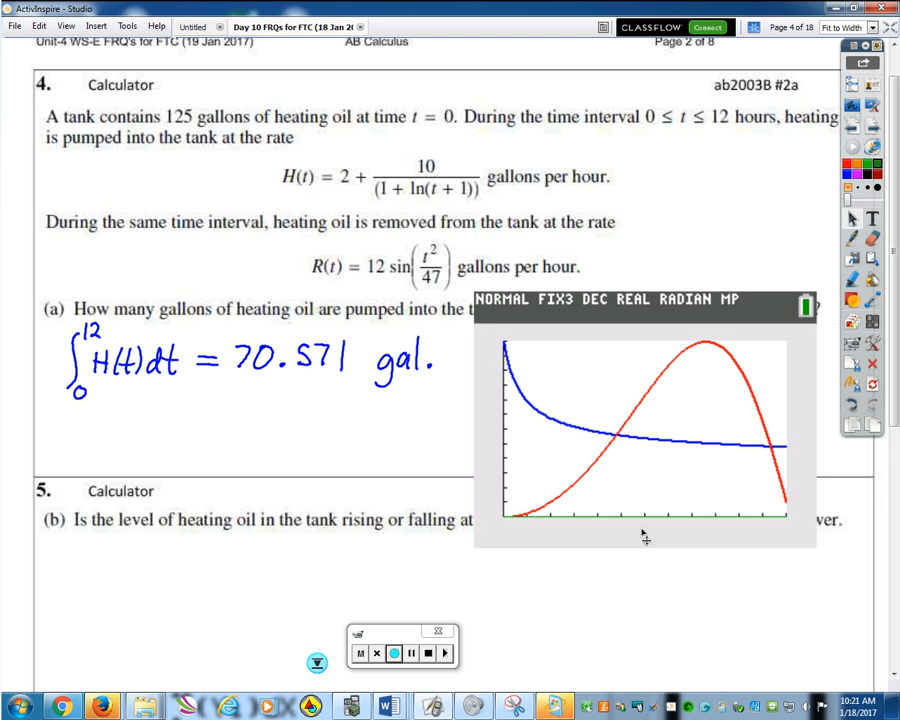 ActivInspire - Studio
File Edit View Insert Tools Help Untitled Day 10 FRQs for FTC (18 Jan 20 CLASSFLOW Connect Page 4 of 18 Fit to Width
Unit-4 WS-E FRQ's for FTC (19 Jan 2017) AB Calculus Page 2 of 8
4. Calculator ab2003B #2a
A tank contains 125 gallons of heating oil at time t = 0. During the time interval 0 ≤ t ≤ 12 hours, heating
is pumped into the tank at the rate
H(t) = 2 + 10/(1 + ln(t + 1)) gallons per hour.
During the same time interval, heating oil is removed from the tank at the rate
R(t) = 12 sin(t²/47) gallons per hour.
(a) How many gallons of heating oil are pumped into the t ?
NORMAL FIX3 DEC REAL RADIAN MP
∫₀¹² H(t)dt = 70.571 gal.
5. Calculator
(b) Is the level of heating oil in the tank rising or falling at ver.
M
10:21 AM
1/18/2017